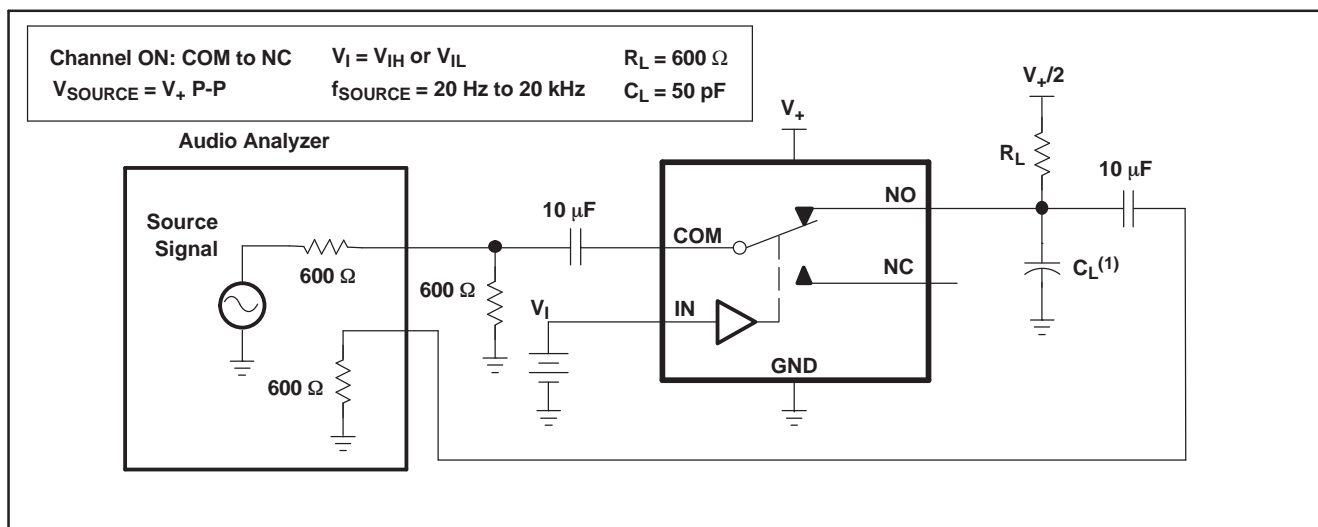 Channel ON: COM to NC V_I = V_IH or V_IL R_L = 600 Ω
V_SOURCE = V_+ P-P f_SOURCE = 20 Hz to 20 kHz C_L = 50 pF
Audio Analyzer
Source
Signal
600 Ω
600 Ω
600 Ω
10 µF
V_I
V_+
COM
IN
NO
NC
GND
V_+/2
R_L
10 µF
C_L(1)